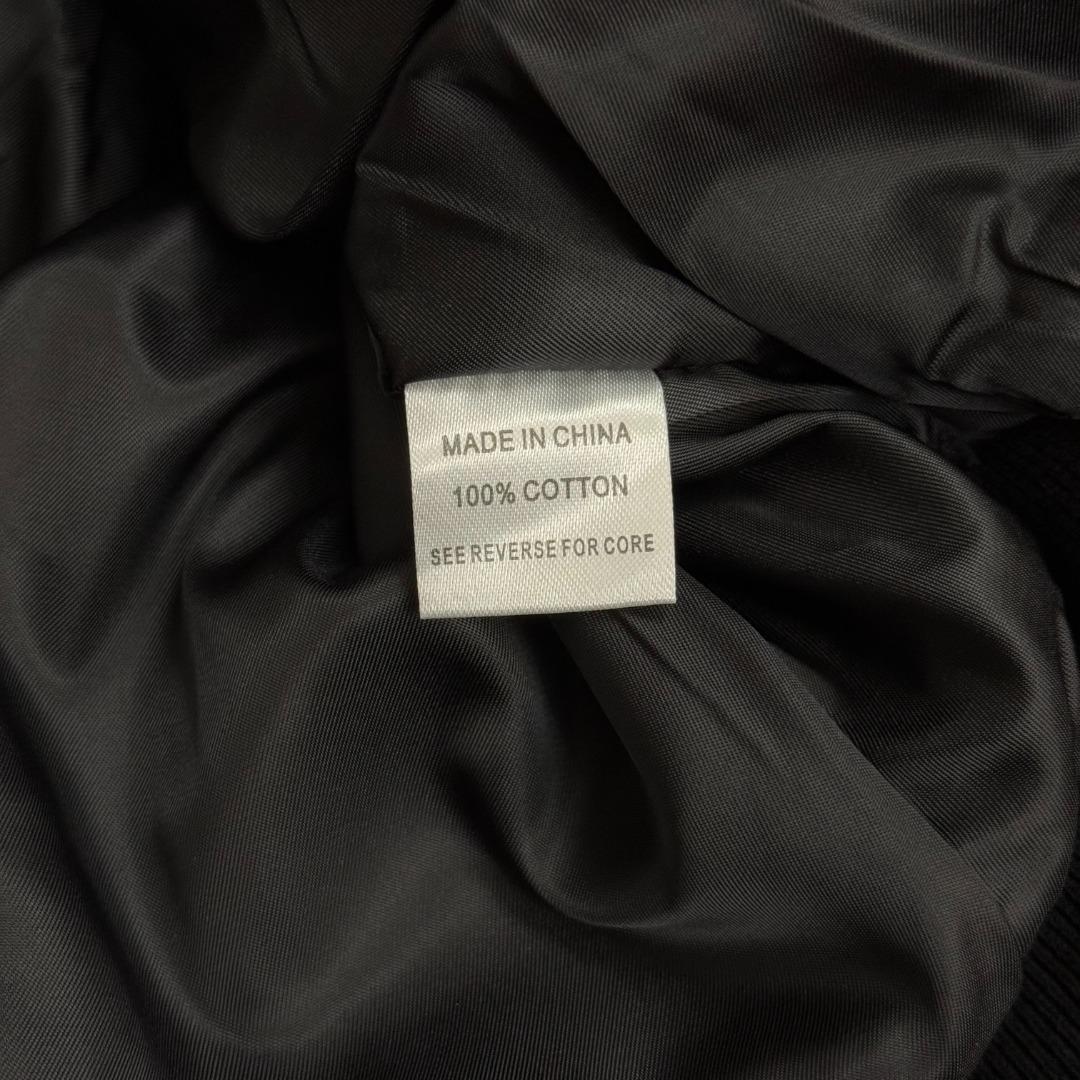 MADE IN CHINA
100% COTTON
SEE REVERSE FOR CORE